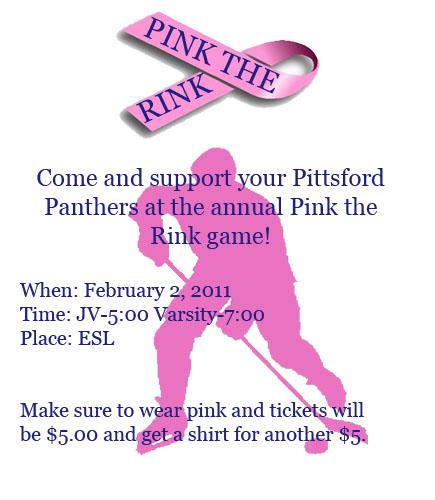 PINK THE
RINK
Come and support your Pittsford
Panthers at the annual Pink the
Rink game!
When: February 2, 2011
Time: JV-5:00 Varsity-7:00
Place: ESL
Make sure to wear pink and tickets will
be $5.00 and get a shirt for another $5.